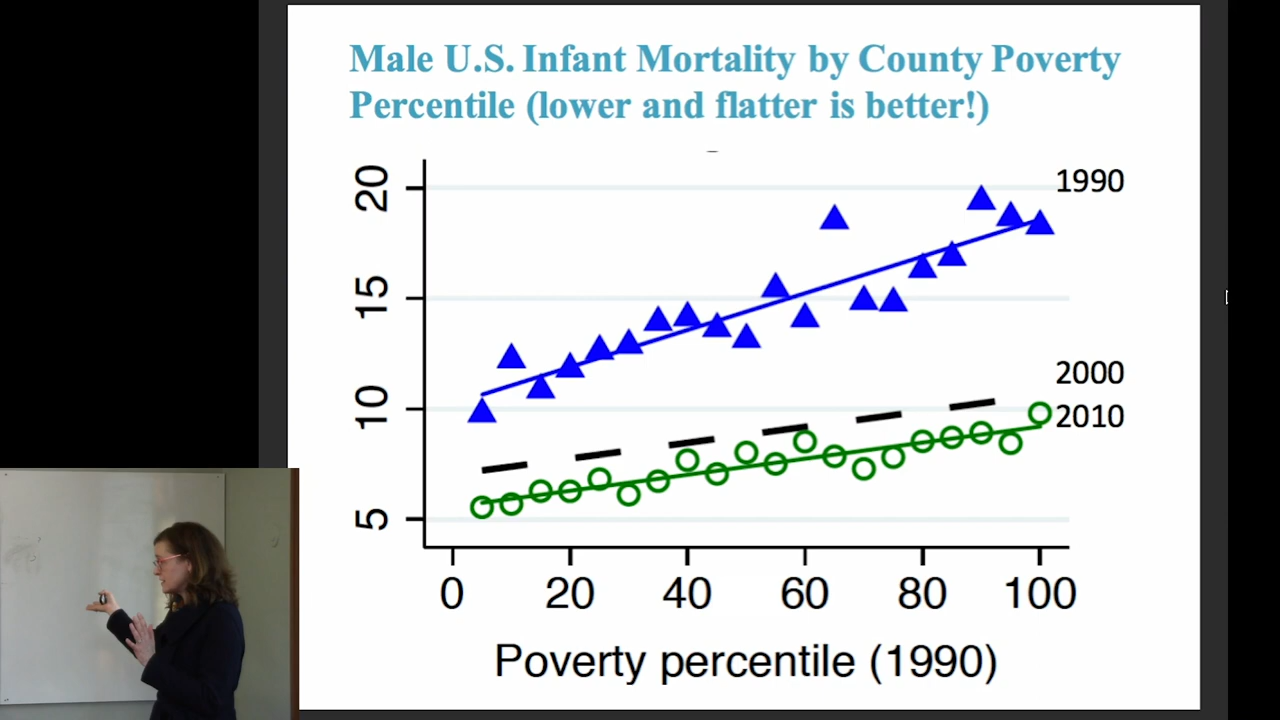 Male U.S. Infant Mortality by County Poverty
Percentile (lower and flatter is better!)
20
15
10
5
1990
2000
2010
0 20 40 60 80 100
Poverty percentile (1990)